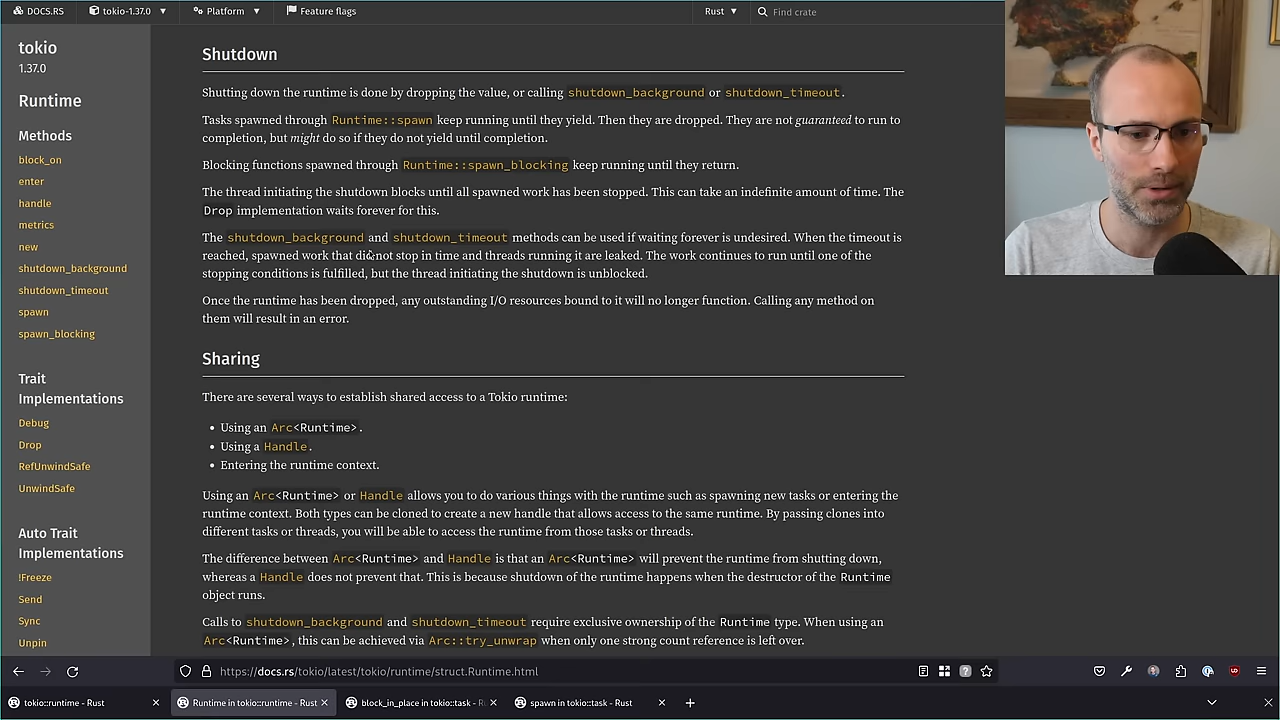 DOCS.RS
tokio-1.37.0
Platform
Feature flags
Rust
Find crate
tokio
1.37.0
Runtime
Methods
block_on
enter
handle
metrics
new
shutdown_background
shutdown_timeout
spawn
spawn_blocking
Trait
Implementations
Debug
Drop
RefUnwindSafe
UnwindSafe
Auto Trait
Implementations
!Freeze
Send
Sync
Unpin
Shutdown
Shutting down the runtime is done by dropping the value, or calling shutdown_background or shutdown_timeout.
Tasks spawned through Runtime::spawn keep running until they yield. Then they are dropped. They are not guaranteed to run to
completion, but might do so if they do not yield until completion.
Blocking functions spawned through Runtime::spawn_blocking keep running until they return.
The thread initiating the shutdown blocks until all spawned work has been stopped. This can take an indefinite amount of time. The
Drop implementation waits forever for this.
The shutdown_background and shutdown_timeout methods can be used if waiting forever is undesired. When the timeout is
reached, spawned work that did not stop in time and threads running it are leaked. The work continues to run until one of the
stopping conditions is fulfilled, but the thread initiating the shutdown is unblocked.
Once the runtime has been dropped, any outstanding I/O resources bound to it will no longer function. Calling any method on
them will result in an error.
Sharing
There are several ways to establish shared access to a Tokio runtime:
• Using an Arc<Runtime>.
• Using a Handle.
• Entering the runtime context.
Using an Arc<Runtime> or Handle allows you to do various things with the runtime such as spawning new tasks or entering the
runtime context. Both types can be cloned to create a new handle that allows access to the same runtime. By passing clones into
different tasks or threads, you will be able to access the runtime from those tasks or threads.
The difference between Arc<Runtime> and Handle is that an Arc<Runtime> will prevent the runtime from shutting down,
whereas a Handle does not prevent that. This is because shutdown of the runtime happens when the destructor of the Runtime
object runs.
Calls to shutdown_background and shutdown_timeout require exclusive ownership of the Runtime type. When using an
Arc<Runtime>, this can be achieved via Arc::try_unwrap when only one strong count reference is left over.
https://docs.rs/tokio/latest/tokio/runtime/struct.Runtime.html
tokio::runtime - Rust
Runtime in tokio::runtime - Rust
block_in_place in tokio::task - R
spawn in tokio::task - Rust